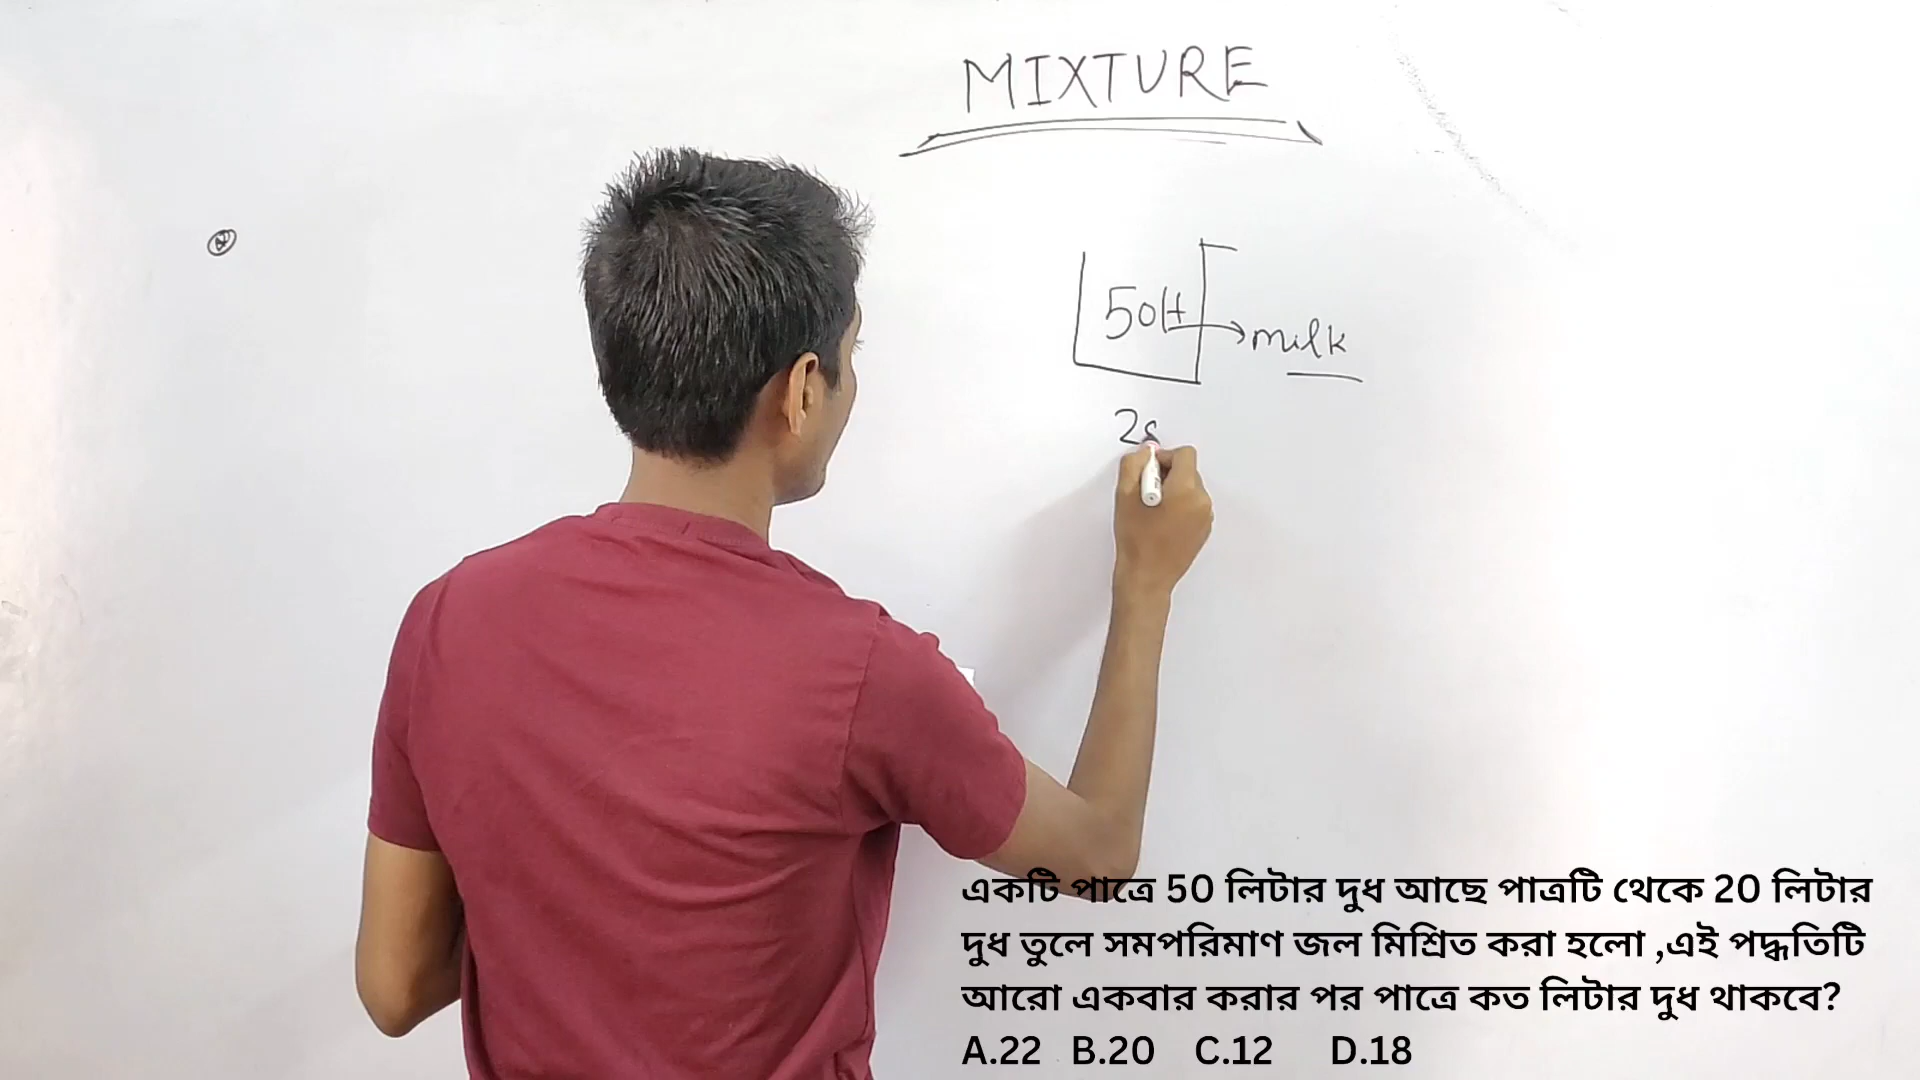 MIXTURE
50lt
milk
একটি পাত্রে 50 লিটার দুধ আছে পাত্রটি থেকে 20 লিটার
দুধ তুলে সমপরিমাণ জল মিশ্রিত করা হলো ,এই পদ্ধতিটি
আরো একবার করার পর পাত্রে কত লিটার দুধ থাকবে?
A.22 B.20 C.12 D.18